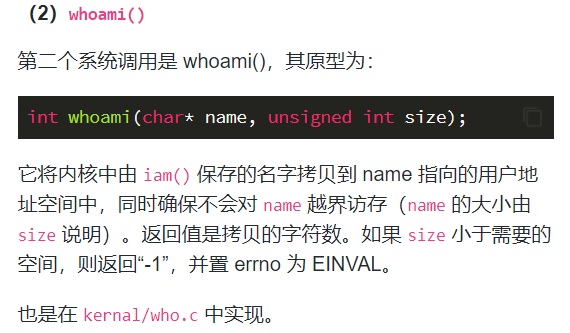 （2）whoami()
第二个系统调用是 whoami()，其原型为：
int whoami(char* name, unsigned int size);
它将内核中由 iam() 保存的名字拷贝到 name 指向的用户地
址空间中，同时确保不会对 name 越界访存（name 的大小由
size 说明）。返回值是拷贝的字符数。如果 size 小于需要的
空间，则返回“-1”，并置 errno 为 EINVAL。
也是在 kernal/who.c 中实现。